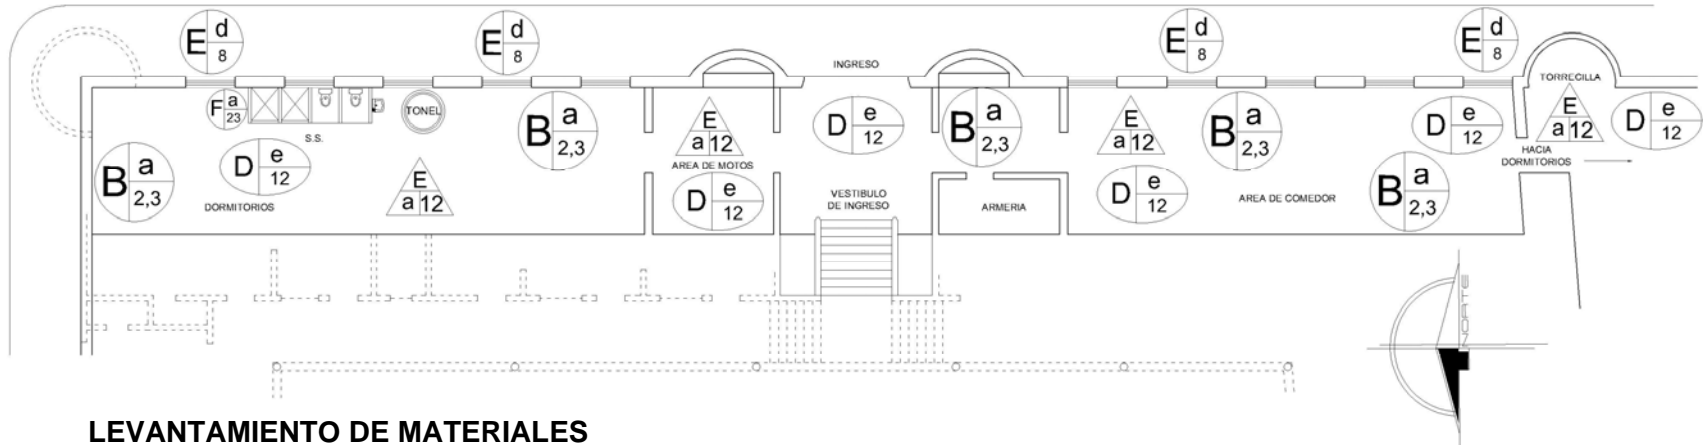 E d 8
E d 8
E d 8
E d 8
INGRESO
TORRECILLA
F a 23
TONEL
B a 2,3
E a 12
D e 12
B a 2,3
E a 12
B a 2,3
D e 12
E a 12
D e 12
S.S.
D e 12
AREA DE MOTOS
HACIA
DORMITORIOS
B a 2,3
DORMITORIOS
E a 12
D e 12
VESTIBULO
DE INGRESO
ARMERIA
D e 12
AREA DE COMEDOR
B a 2,3
NORTE
LEVANTAMIENTO DE MATERIALES